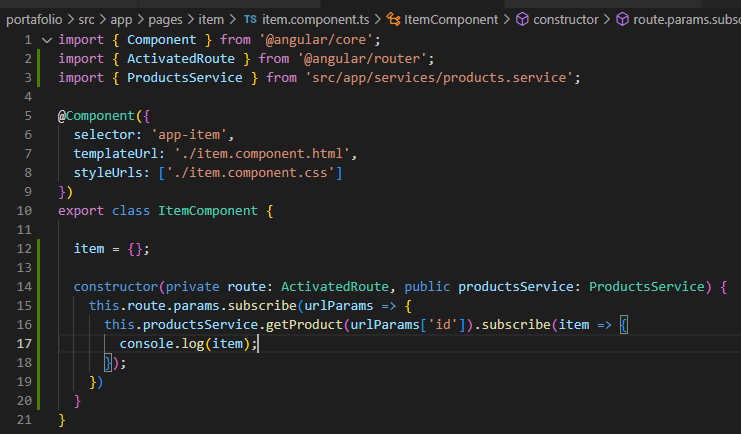 portafolio > src > app > pages > item > TS item.component.ts > ItemComponent > constructor > route.params.subsc
1 import { Component } from '@angular/core';
2 import { ActivatedRoute } from '@angular/router';
3 import { ProductsService } from 'src/app/services/products.service';
4
5 @Component({
6   selector: 'app-item',
7   templateUrl: './item.component.html',
8   styleUrls: ['./item.component.css']
9 })
10 export class ItemComponent {
11
12   item = {};
13
14   constructor(private route: ActivatedRoute, public productsService: ProductsService) {
15     this.route.params.subscribe(urlParams => {
16       this.productsService.getProduct(urlParams['id']).subscribe(item => {
17         console.log(item);
18       });
19     })
20   }
21 }